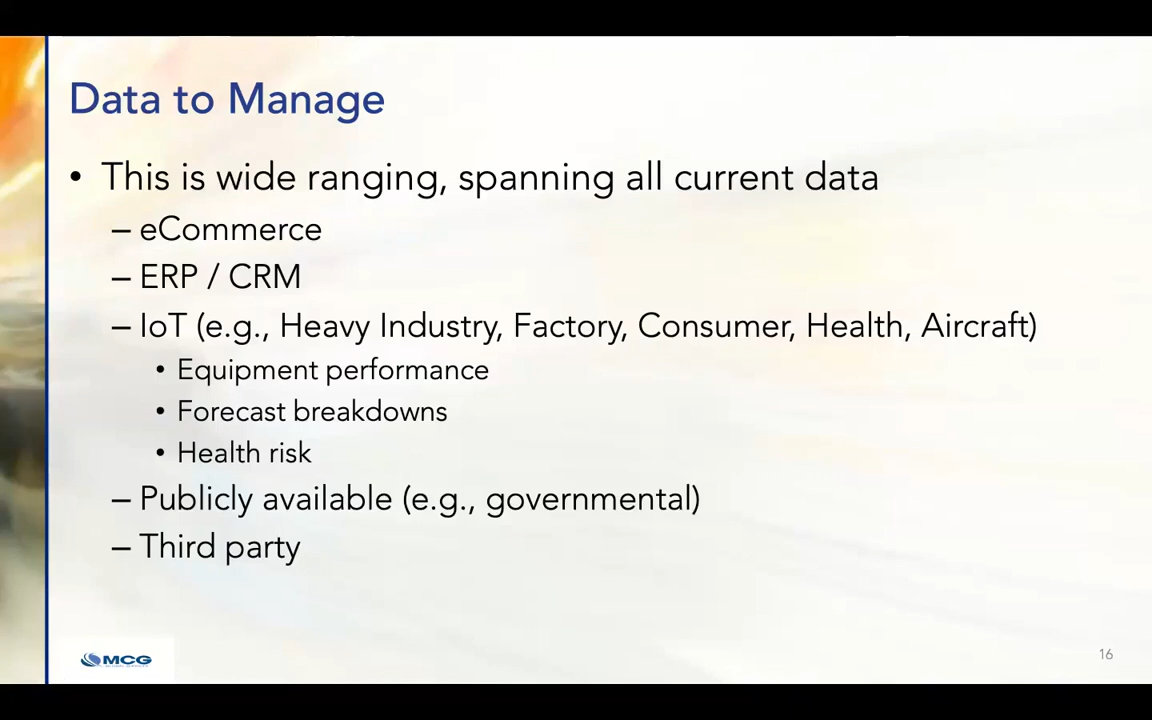 Data to Manage
• This is wide ranging, spanning all current data
– eCommerce
– ERP / CRM
– IoT (e.g., Heavy Industry, Factory, Consumer, Health, Aircraft)
• Equipment performance
• Forecast breakdowns
• Health risk
– Publicly available (e.g., governmental)
– Third party
MCG
16